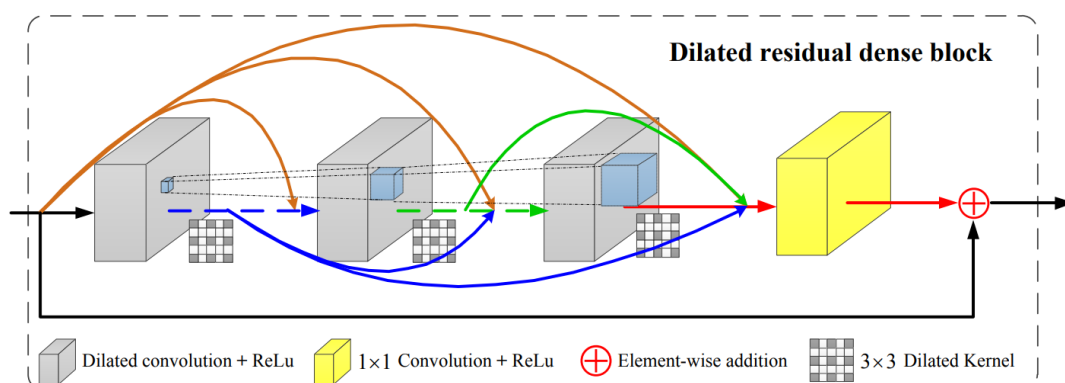 Dilated residual dense block
Dilated convolution + ReLu
1×1 Convolution + ReLu
Element-wise addition
3×3 Dilated Kernel